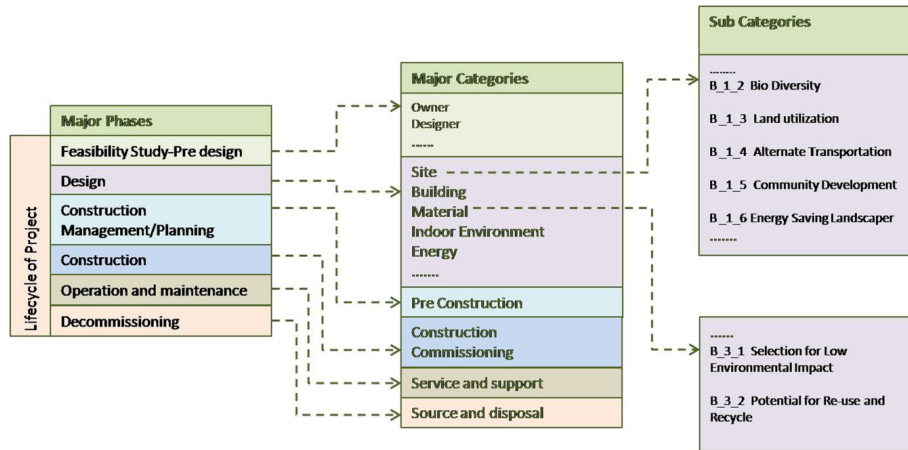 Lifecycle of Project
Major Phases
Feasibility Study-Pre design
Design
Construction
Management/Planning
Construction
Operation and maintenance
Decommissioning
Major Categories
Owner
Designer
......
Site
Building
Material
Indoor Environment
Energy
.......
Pre Construction
Construction
Commissioning
Service and support
Source and disposal
Sub Categories
........
B_1_2 Bio Diversity
B_1_3 Land utilization
B_1_4 Alternate Transportation
B_1_5 Community Development
B_1_6 Energy Saving Landscaper
.......
......
B_3_1 Selection for Low
Environmental Impact
B_3_2 Potential for Re-use and
Recycle